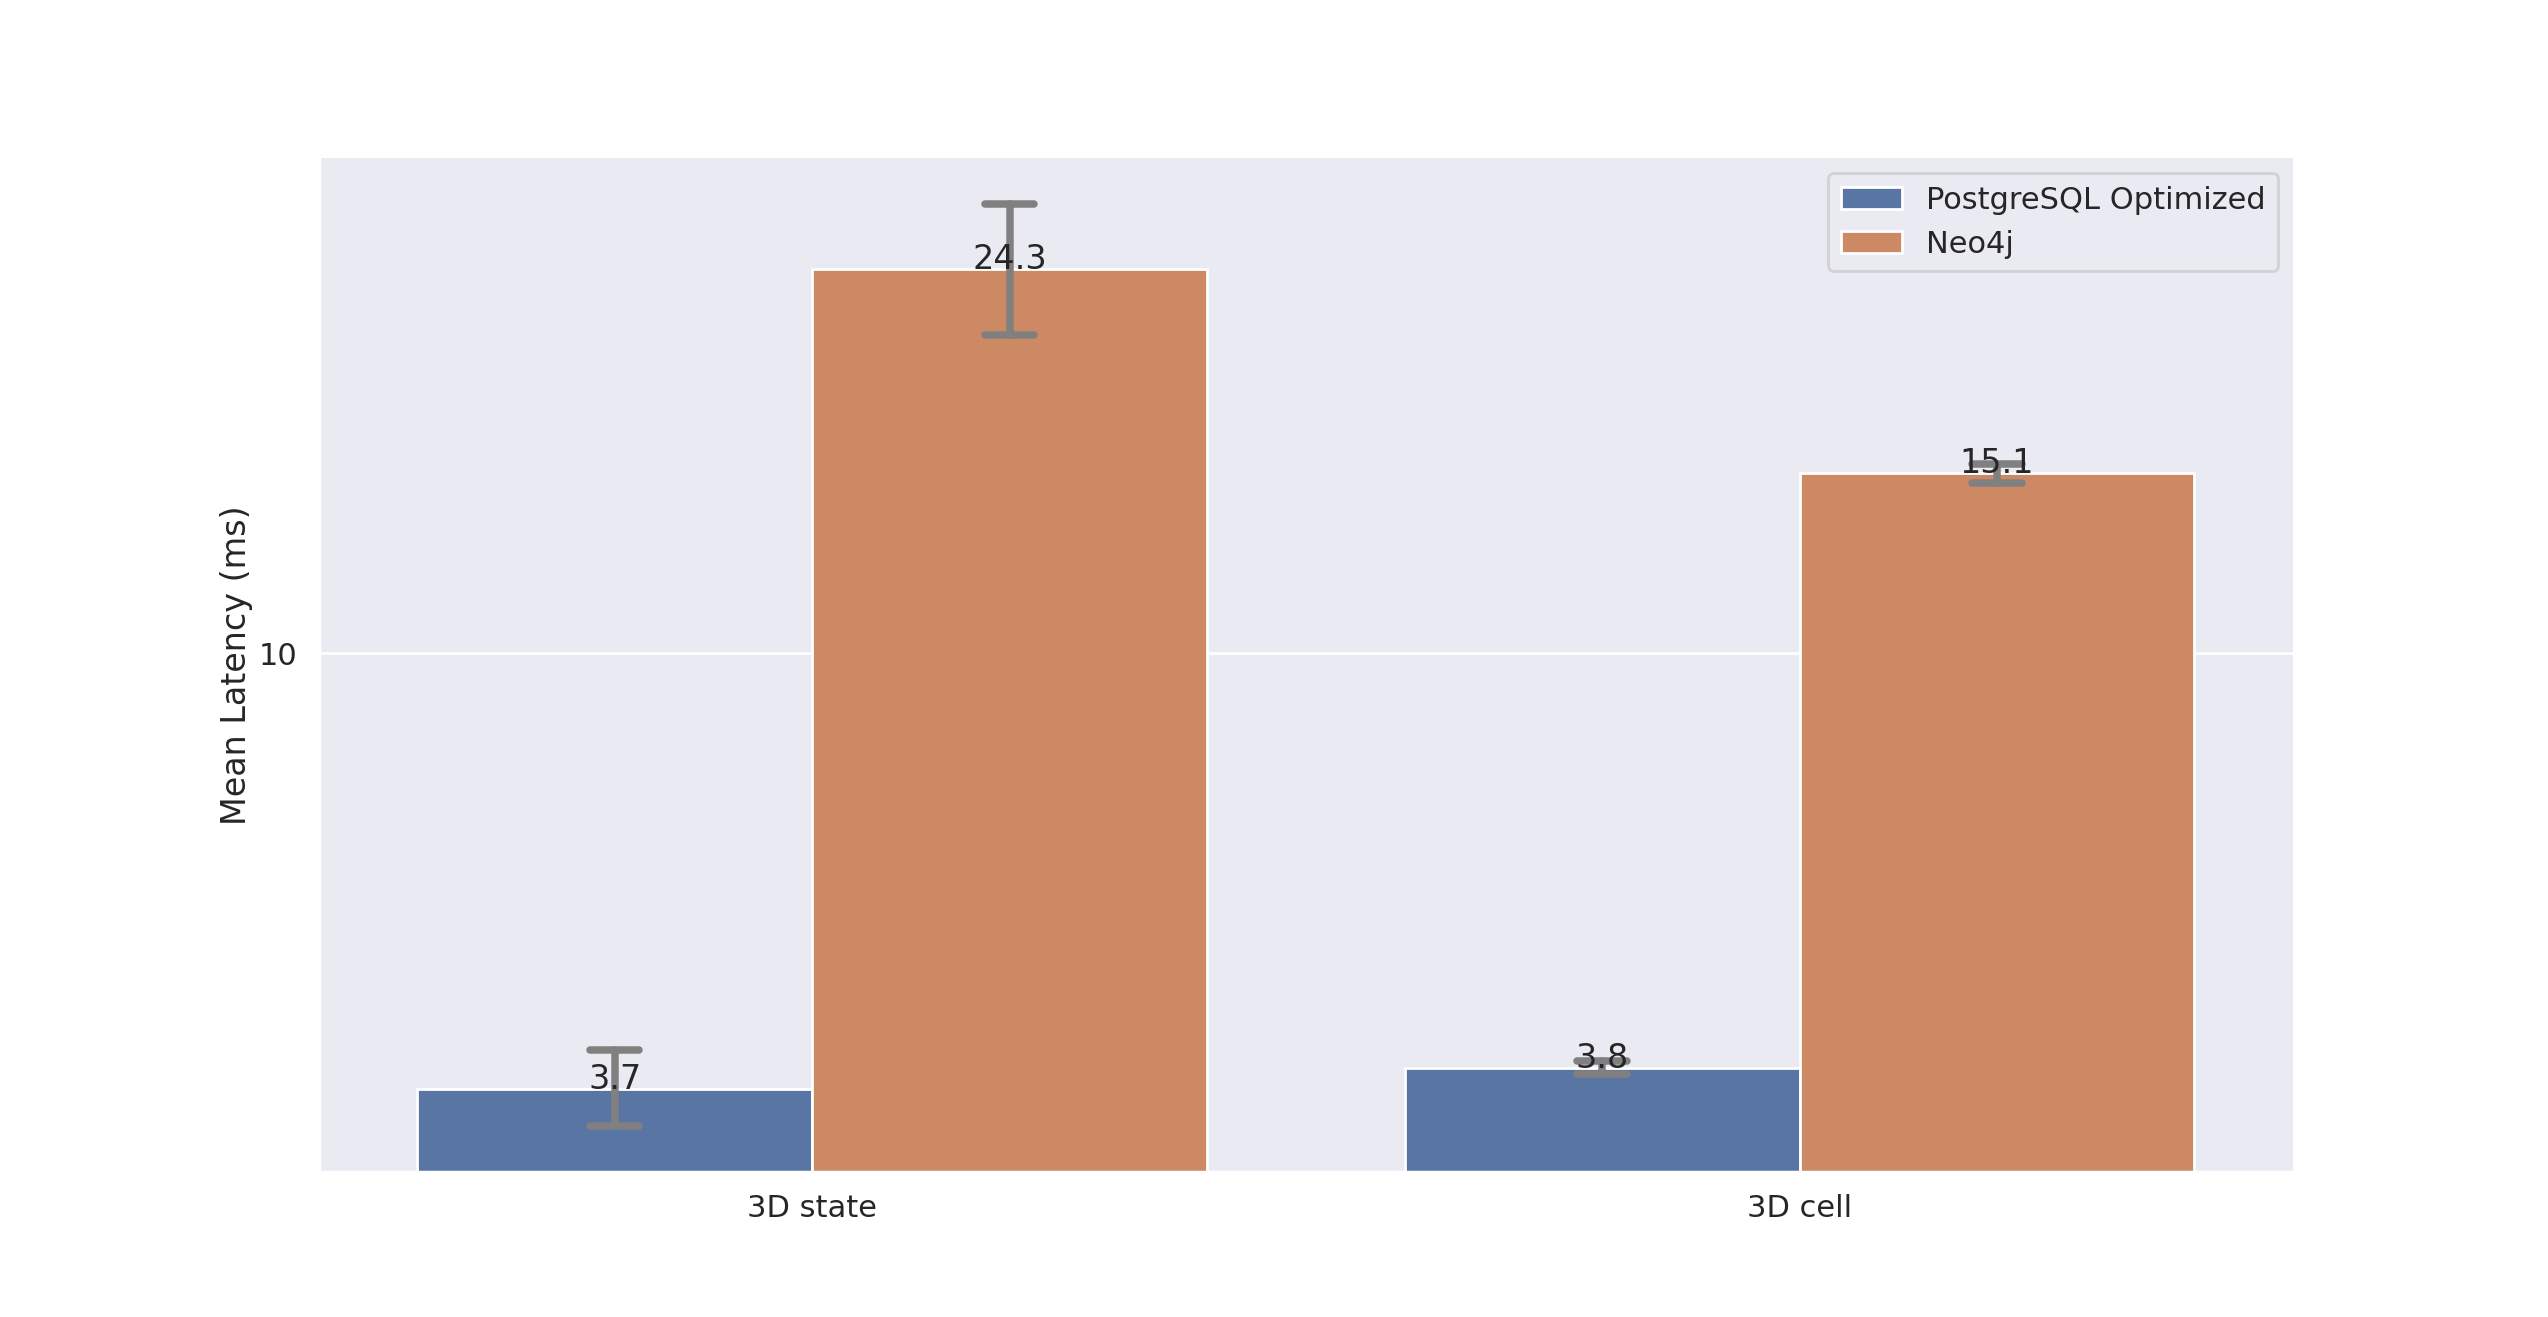 PostgreSQL Optimized
Neo4j
24.3
15.1
Mean Latency (ms)
10
3.7
3.8
3D state
3D cell